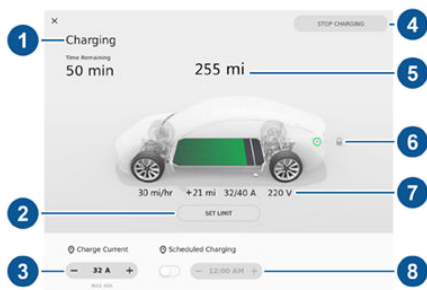 ×
STOP CHARGING
4
1
Charging
Time Remaining
50 min
255 mi
5
6
30 mi/hr +21 mi 32/40 A 220 V
7
2
SET LIMIT
Charge Current
Scheduled Charging
3
− 32 A +
− 12:00 AM +
8